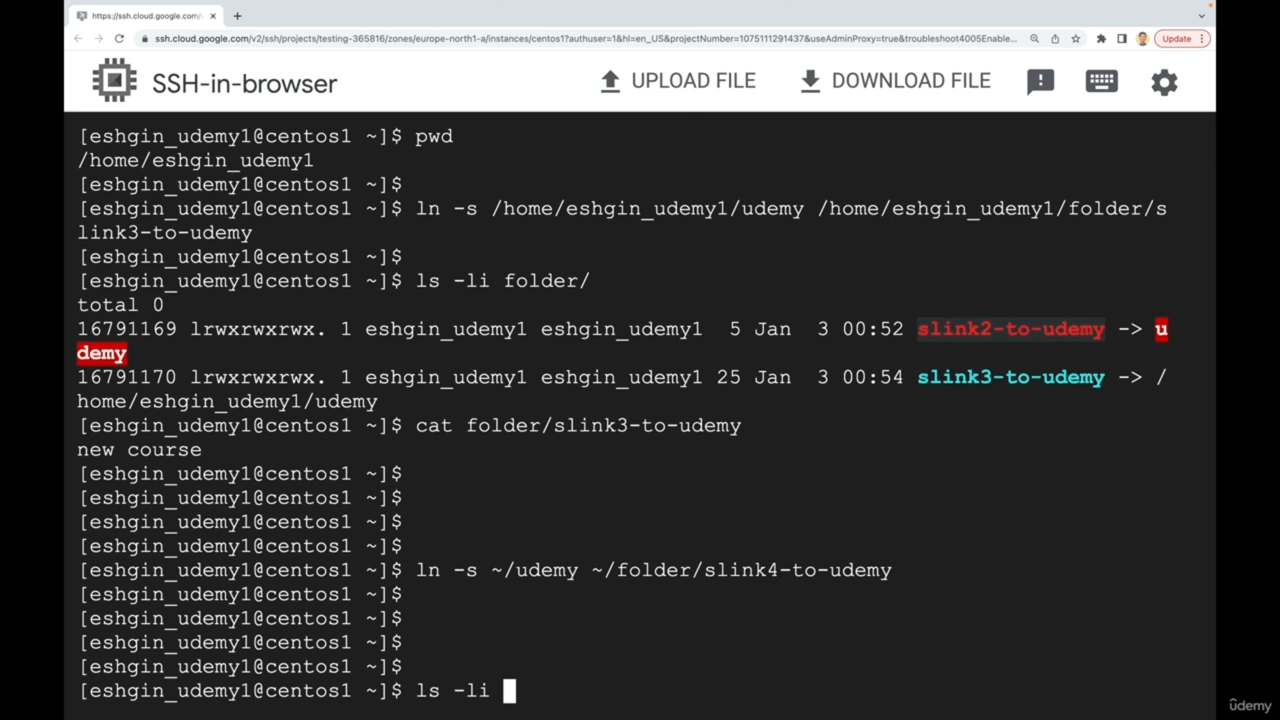 https://ssh.cloud.google.com/v
ssh.cloud.google.com/v2/ssh/projects/testing-365816/zones/europe-north1-a/instances/centos1?authuser=1&hl=en_US&projectNumber=1075111291437&useAdminProxy=true&troubleshoot4005Enable... Update
SSH-in-browser UPLOAD FILE DOWNLOAD FILE
[eshgin_udemy1@centos1 ~]$ pwd
/home/eshgin_udemy1
[eshgin_udemy1@centos1 ~]$
[eshgin_udemy1@centos1 ~]$ ln -s /home/eshgin_udemy1/udemy /home/eshgin_udemy1/folder/s
link3-to-udemy
[eshgin_udemy1@centos1 ~]$
[eshgin_udemy1@centos1 ~]$ ls -li folder/
total 0
16791169 lrwxrwxrwx. 1 eshgin_udemy1 eshgin_udemy1  5 Jan  3 00:52 slink2-to-udemy -> u
demy
16791170 lrwxrwxrwx. 1 eshgin_udemy1 eshgin_udemy1 25 Jan  3 00:54 slink3-to-udemy -> /
home/eshgin_udemy1/udemy
[eshgin_udemy1@centos1 ~]$ cat folder/slink3-to-udemy
new course
[eshgin_udemy1@centos1 ~]$
[eshgin_udemy1@centos1 ~]$
[eshgin_udemy1@centos1 ~]$
[eshgin_udemy1@centos1 ~]$
[eshgin_udemy1@centos1 ~]$ ln -s ~/udemy ~/folder/slink4-to-udemy
[eshgin_udemy1@centos1 ~]$
[eshgin_udemy1@centos1 ~]$
[eshgin_udemy1@centos1 ~]$
[eshgin_udemy1@centos1 ~]$
[eshgin_udemy1@centos1 ~]$ ls -li
udemy